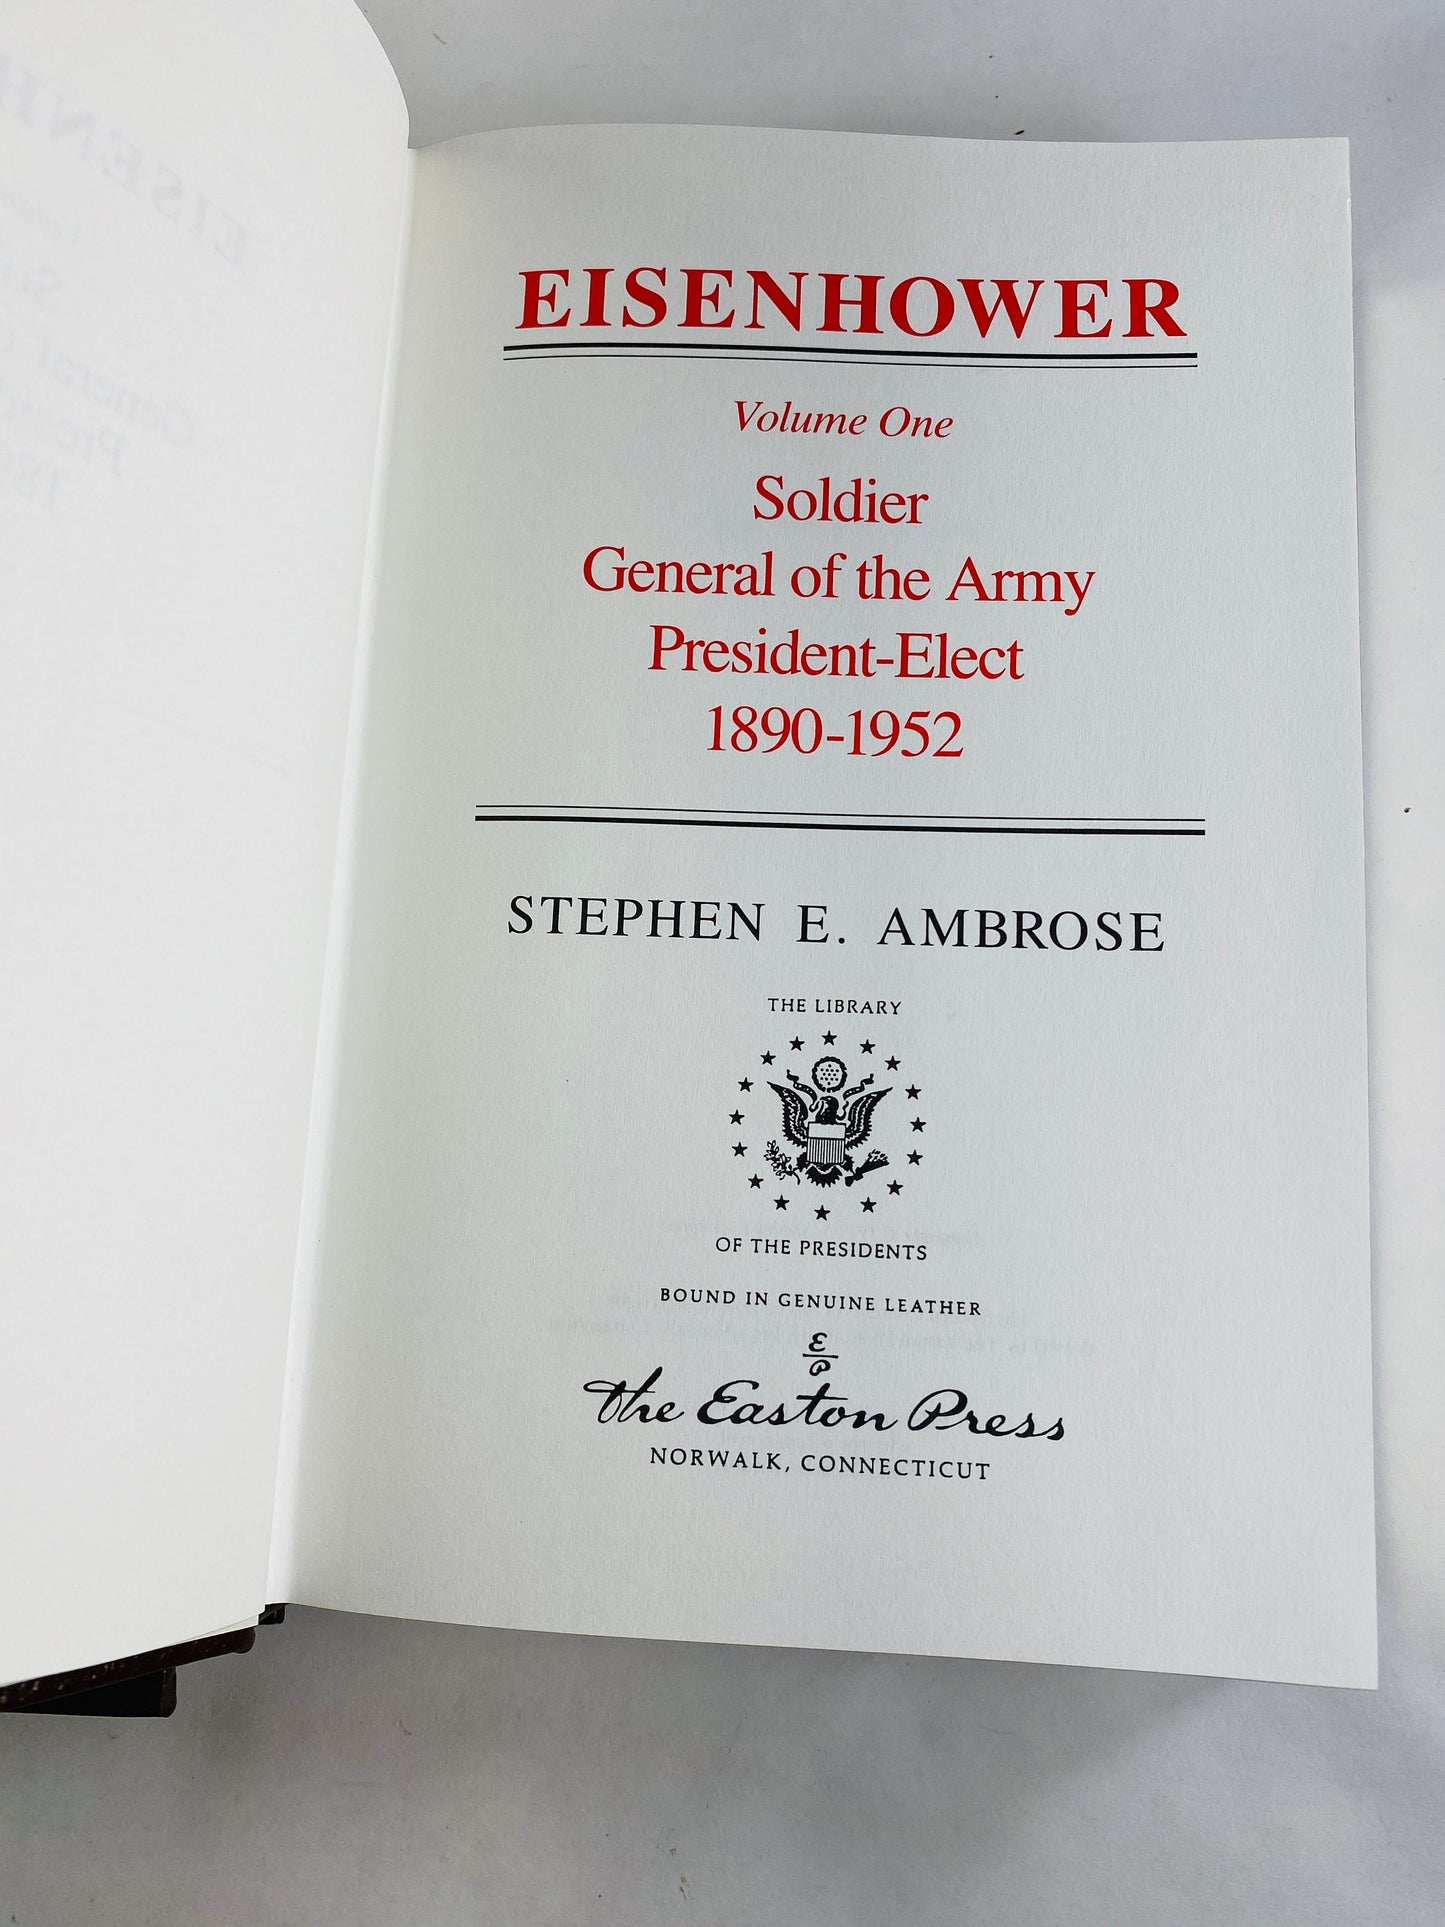 EISENHOWER
Volume One
Soldier
General of the Army
President-Elect
1890-1952
STEPHEN E. AMBROSE
THE LIBRARY
OF THE PRESIDENTS
BOUND IN GENUINE LEATHER
E
P
The Easton Press
NORWALK, CONNECTICUT